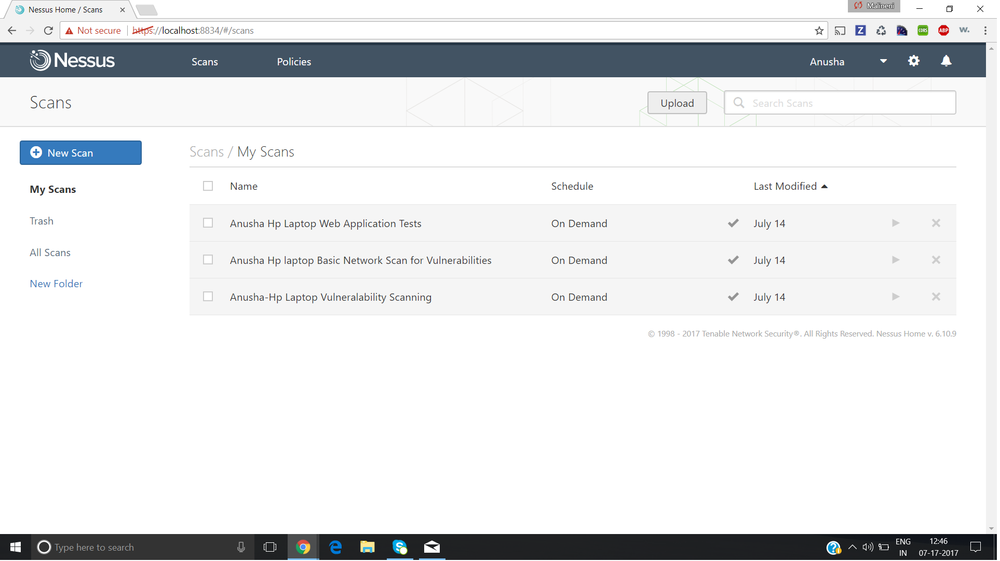 Nessus Home / Scans
Malineni
Not secure
https://localhost:8834/#/scans
Z
CORS
ABP
w.
Nessus
Scans
Policies
Anusha
Scans
Upload
Search Scans
New Scan
Scans / My Scans
My Scans
Name
Schedule
Last Modified
Anusha Hp Laptop Web Application Tests
On Demand
July 14
Trash
Anusha Hp laptop Basic Network Scan for Vulnerabilities
On Demand
July 14
All Scans
Anusha-Hp Laptop Vulneralability Scanning
On Demand
July 14
New Folder
© 1998 - 2017 Tenable Network Security®. All Rights Reserved. Nessus Home v. 6.10.9
Type here to search
ENG
IN
12:46
07-17-2017